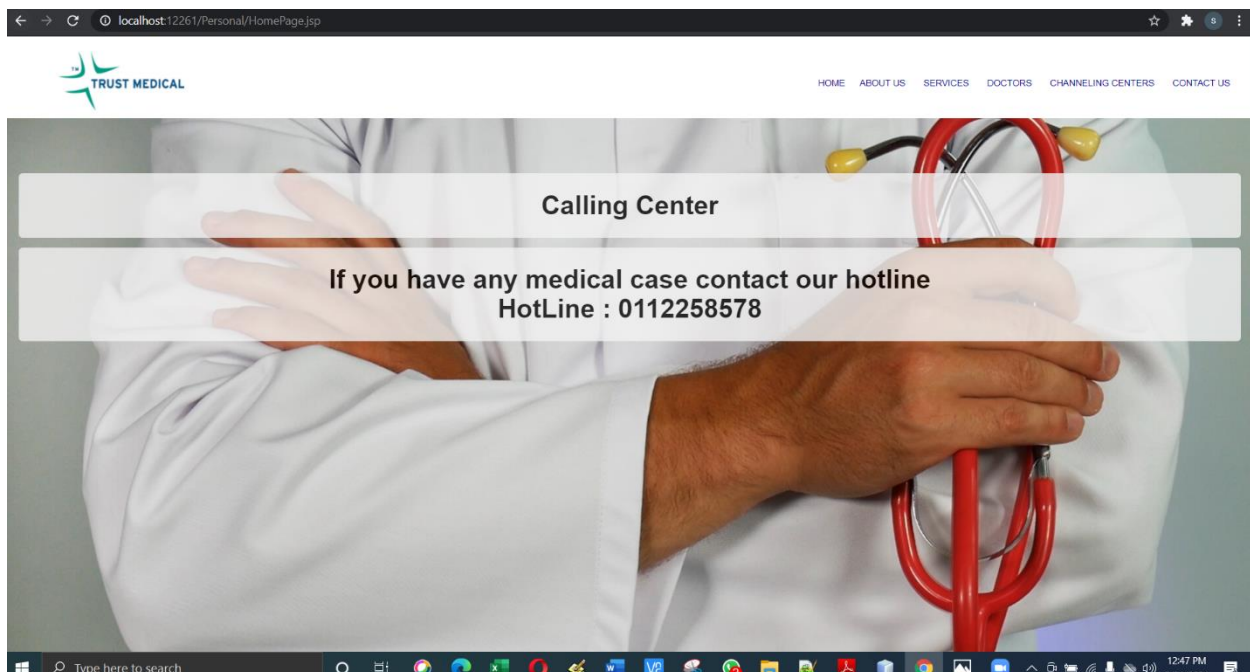 localhost:12261/Personal/HomePage.jsp
s
TM
TRUST MEDICAL
HOME ABOUT US SERVICES DOCTORS CHANNELING CENTERS CONTACT US
Calling Center
If you have any medical case contact our hotline
HotLine : 0112258578
Type here to search
12:47 PM